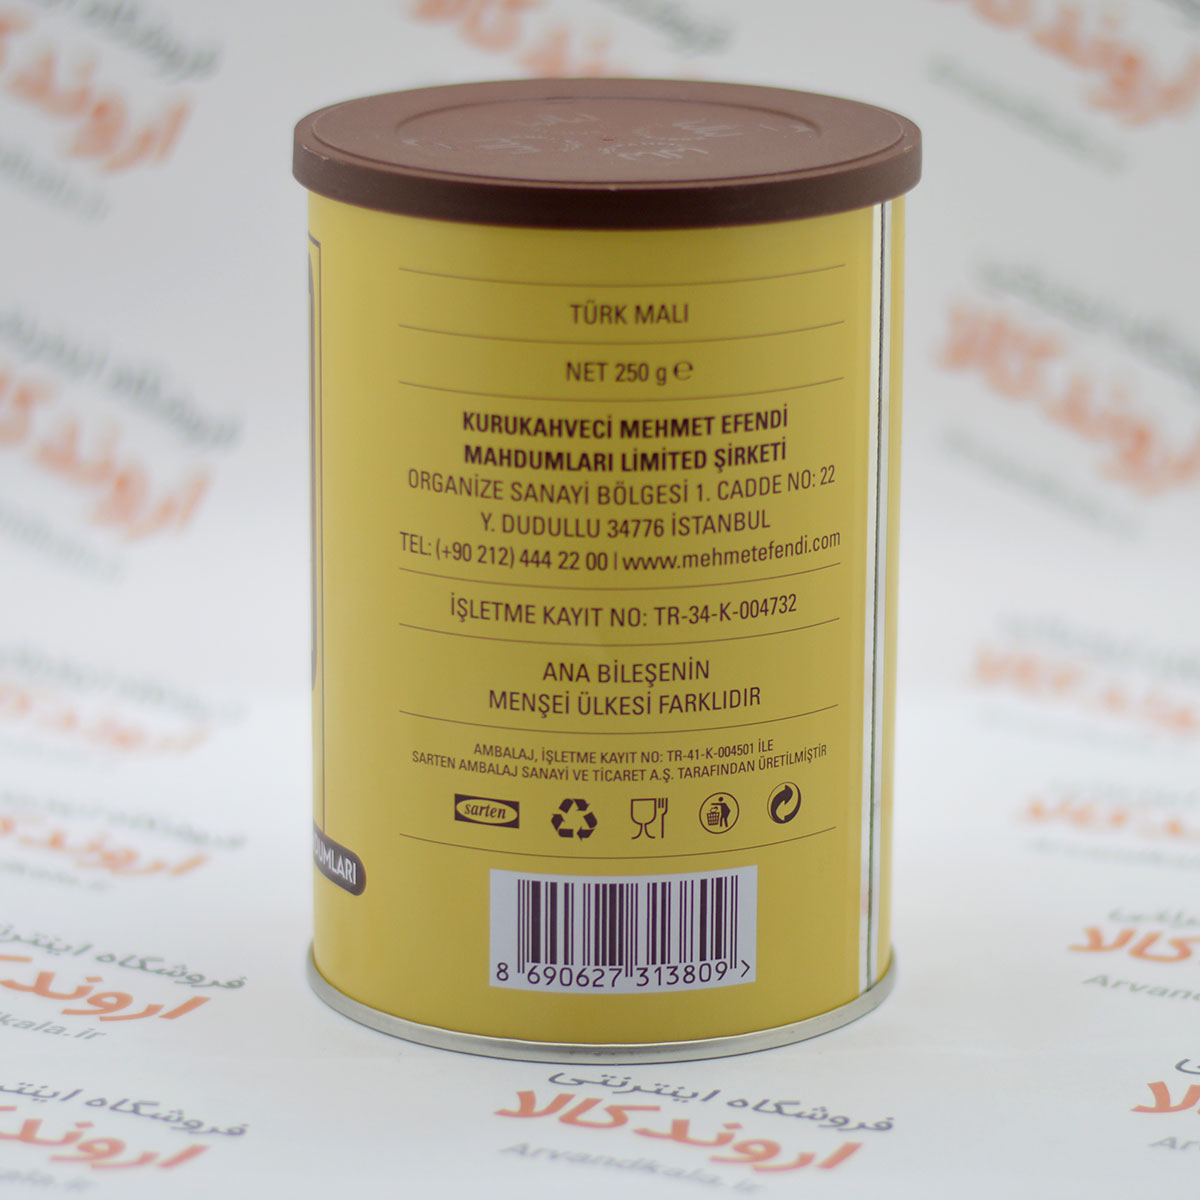 TÜRK MALI
NET 250 g ℮
KURUKAHVECİ MEHMET EFENDİ
MAHDUMLARI LİMİTED ŞİRKETİ
ORGANİZE SANAYİ BÖLGESİ 1. CADDE NO: 22
Y. DUDULLU 34776 İSTANBUL
TEL: (+90 212) 444 22 00 | www.mehmetefendi.com
İŞLETME KAYIT NO: TR-34-K-004732
ANA BİLEŞENİN
MENŞEİ ÜLKESİ FARKLIDIR
AMBALAJ, İŞLETME KAYIT NO: TR-41-K-004501 İLE
SARTEN AMBALAJ SANAYİ VE TİCARET A.Ş. TARAFINDAN ÜRETİLMİŞTİR
sarten
8 690627 313809 >
فروشگاه اینترنتی
اروندکالا
Arvandkala.ir